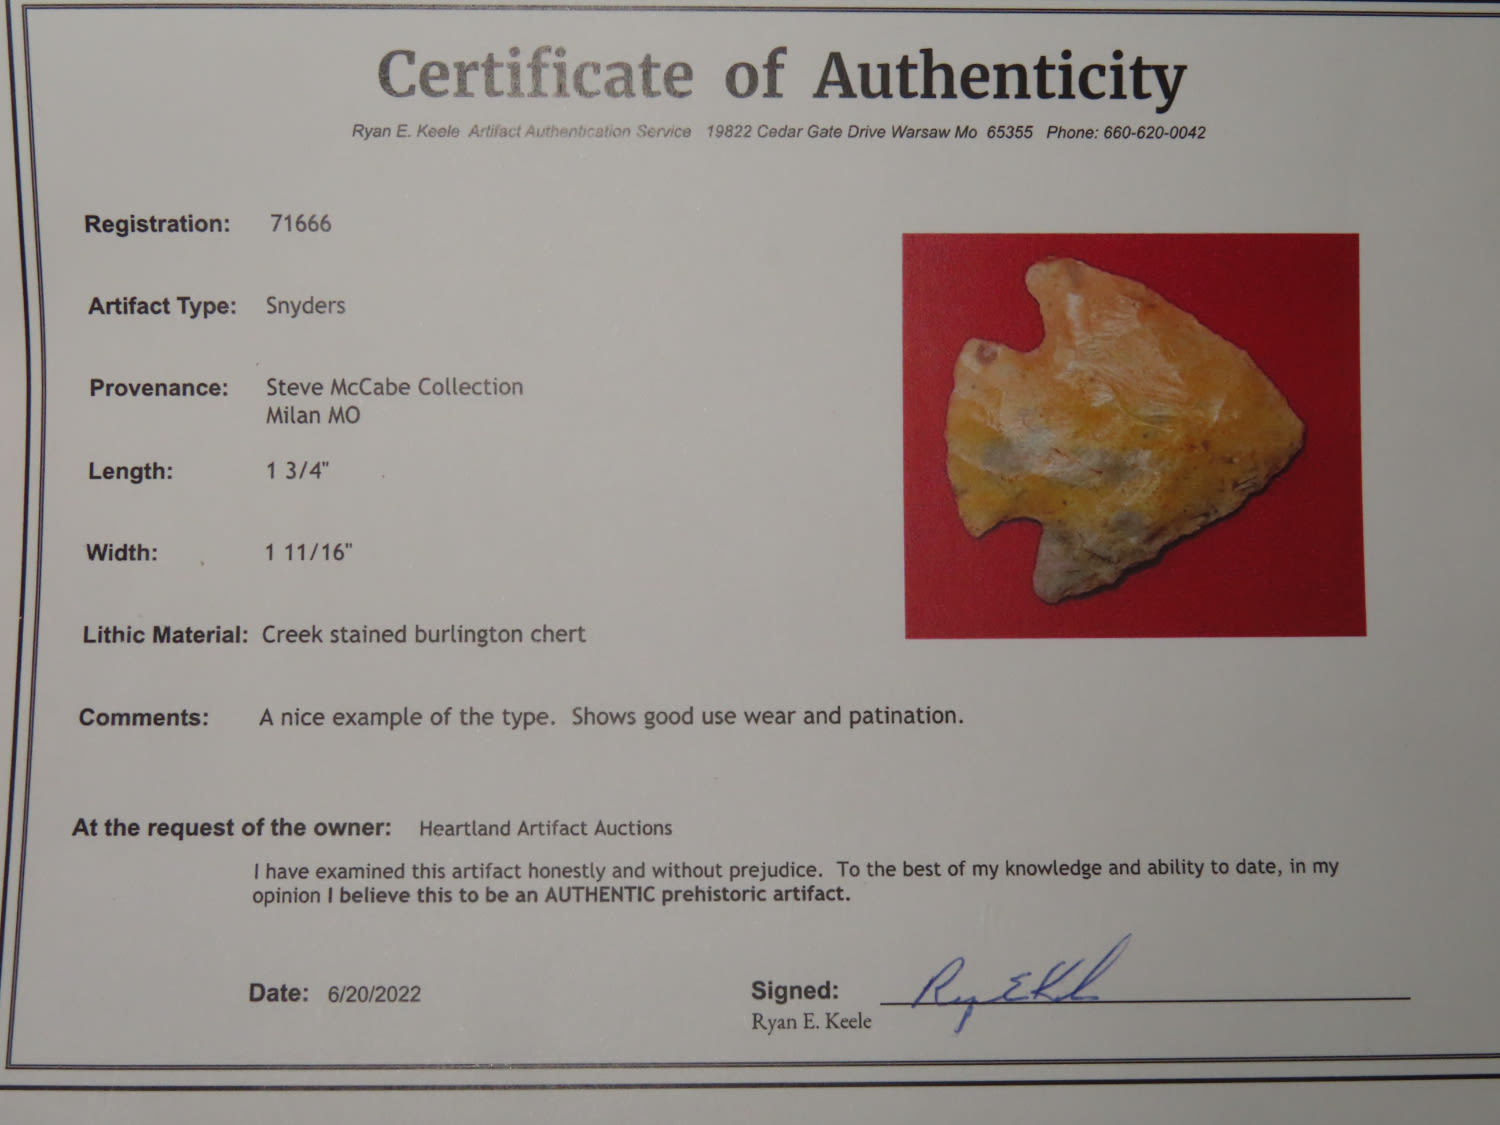 Certificate of Authenticity
Ryan E. Keele Artifact Authentication Service 19822 Cedar Gate Drive Warsaw Mo 65355 Phone: 660-620-0042
Registration: 71666
Artifact Type: Snyders
Provenance: Steve McCabe Collection
Milan MO
Length: 1 3/4"
Width: 1 11/16"
Lithic Material: Creek stained burlington chert
Comments: A nice example of the type. Shows good use wear and patination.
At the request of the owner: Heartland Artifact Auctions
I have examined this artifact honestly and without prejudice. To the best of my knowledge and ability to date, in my
opinion I believe this to be an AUTHENTIC prehistoric artifact.
Date: 6/20/2022
Signed: Ryan E Keele
Ryan E. Keele